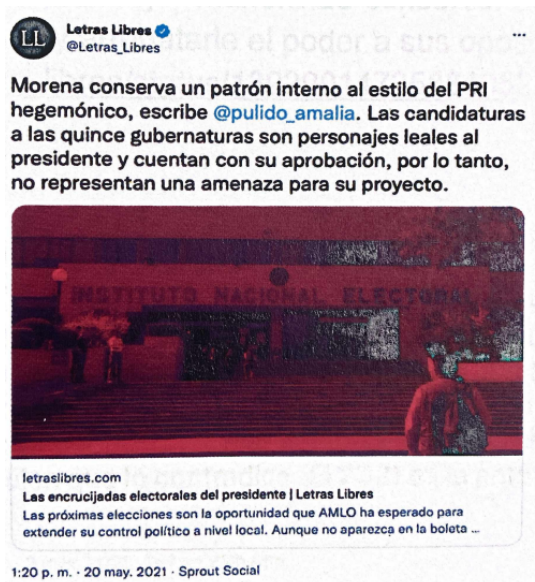 Letras Libres
@Letras_Libres
...
Morena conserva un patrón interno al estilo del PRI
hegemónico, escribe @pulido_amalia. Las candidaturas
a las quince gubernaturas son personajes leales al
presidente y cuentan con su aprobación, por lo tanto,
no representan una amenaza para su proyecto.
INSTITUTO NACIONAL ELECTORAL
letraslibres.com
Las encrucijadas electorales del presidente | Letras Libres
Las próximas elecciones son la oportunidad que AMLO ha esperado para
extender su control político a nivel local. Aunque no aparezca en la boleta ...
1:20 p. m. · 20 may. 2021 · Sprout Social